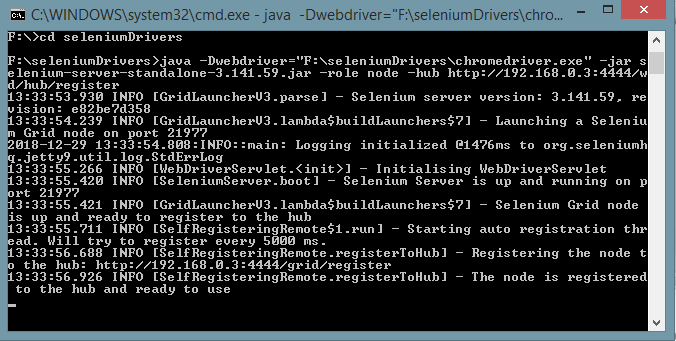 C:\WINDOWS\system32\cmd.exe - java  -Dwebdriver="F:\seleniumDrivers\chro...
F:\>cd seleniumDrivers
F:\seleniumDrivers>java -Dwebdriver="F:\seleniumDrivers\chromedriver.exe" -jar s
elenium-server-standalone-3.141.59.jar -role node -hub http://192.168.0.3:4444/w
d/hub/register
13:33:53.930 INFO [GridLauncherV3.parse] - Selenium server version: 3.141.59, re
vision: e82be7d358
13:33:54.239 INFO [GridLauncherV3.lambda$buildLaunchers$7] - Launching a Seleniu
m Grid node on port 21977
2018-12-29 13:33:54.808:INFO::main: Logging initialized @1476ms to org.seleniumh
q.jetty9.util.log.StdErrLog
13:33:55.266 INFO [WebDriverServlet.<init>] - Initialising WebDriverServlet
13:33:55.420 INFO [SeleniumServer.boot] - Selenium Server is up and running on p
ort 21977
13:33:55.421 INFO [GridLauncherV3.lambda$buildLaunchers$7] - Selenium Grid node
is up and ready to register to the hub
13:33:55.711 INFO [SelfRegisteringRemote$1.run] - Starting auto registration thr
ead. Will try to register every 5000 ms.
13:33:56.688 INFO [SelfRegisteringRemote.registerToHub] - Registering the node t
o the hub: http://192.168.0.3:4444/grid/register
13:33:56.926 INFO [SelfRegisteringRemote.registerToHub] - The node is registered
 to the hub and ready to use